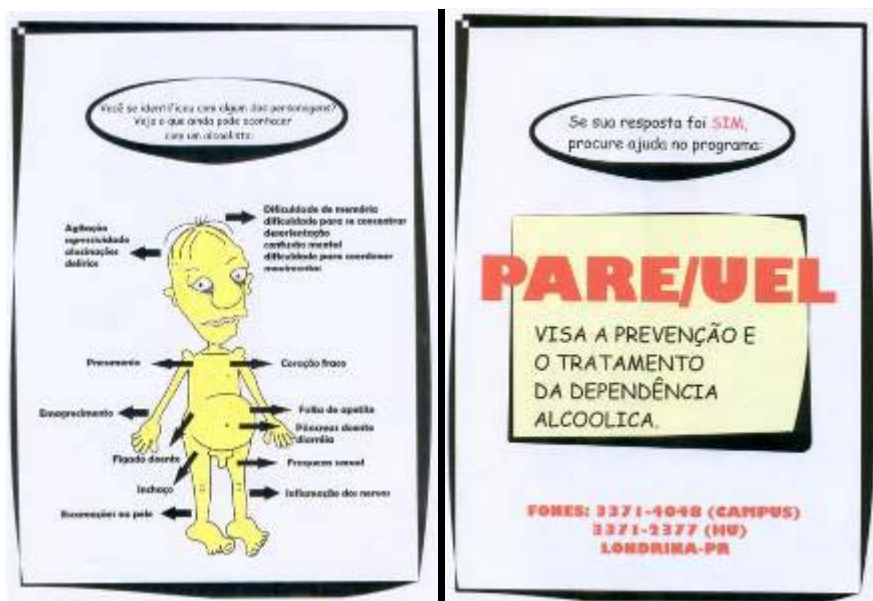 Você se identificou com algum dos personagens?
Veja o que ainda pode acontecer
com um alcoolista:
Dificuldade de memória
dificuldade para se concentrar
desorientação
confusão mental
dificuldade para coordenar
movimentos
Agitação
agressividade
alucinações
delírios
Pneumonia
Coração fraco
Emagrecimento
Falta de apetite
Pâncreas doente
diarréia
Fígado doente
Fraqueza sexual
Inchaço
Inflamação dos nervos
Escamações na pele
Se sua resposta foi SIM,
procure ajuda no programa:
PARE/UEL
VISA A PREVENÇÃO E
O TRATAMENTO
DA DEPENDÊNCIA
ALCOOLICA.
FONES: 3371-4048 (CAMPUS)
3371-2377 (HU)
LONDRINA-PR